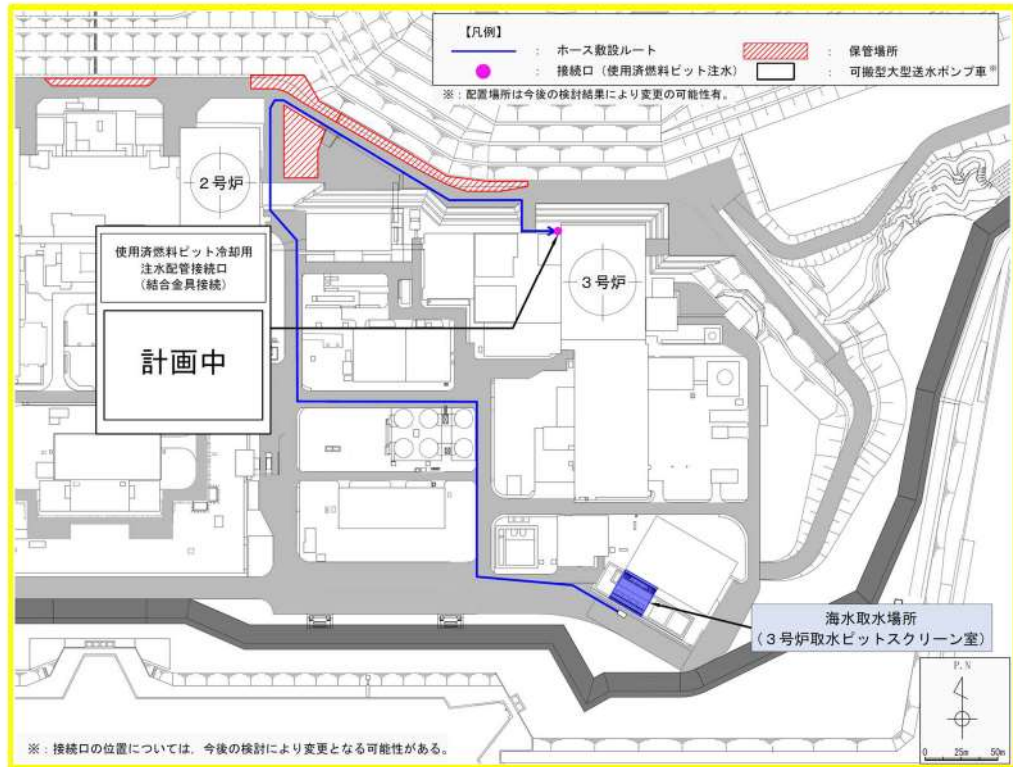 【凡例】
： ホース敷設ルート
： 保管場所
： 接続口（使用済燃料ピット注水）
： 可搬型大型送水ポンプ車※
※：配置場所は今後の検討結果により変更の可能性有。
２号炉
使用済燃料ピット冷却用
注水配管接続口
（結合金具接続）
計画中
３号炉
海水取水場所
（３号炉取水ピットスクリーン室）
P.N
0 25m 50m
※：接続口の位置については、今後の検討により変更となる可能性がある。